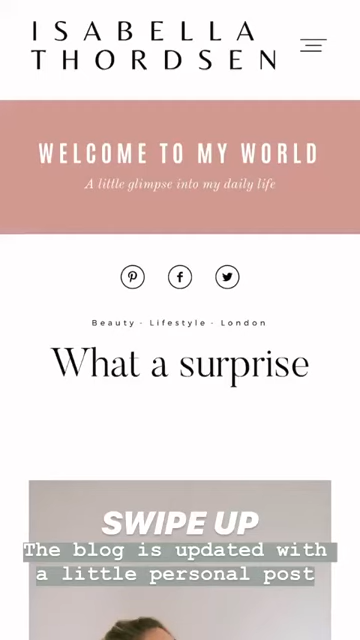 ISABELLA
THORDSEN
WELCOME TO MY WORLD
A little glimpse into my daily life
Beauty · Lifestyle · London
What a surprise
SWIPE UP
The blog is updated with
a little personal post